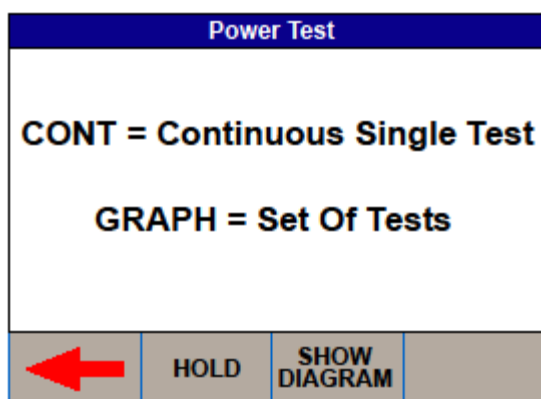 Power Test
CONT = Continuous Single Test
GRAPH = Set Of Tests
HOLD
SHOW
DIAGRAM